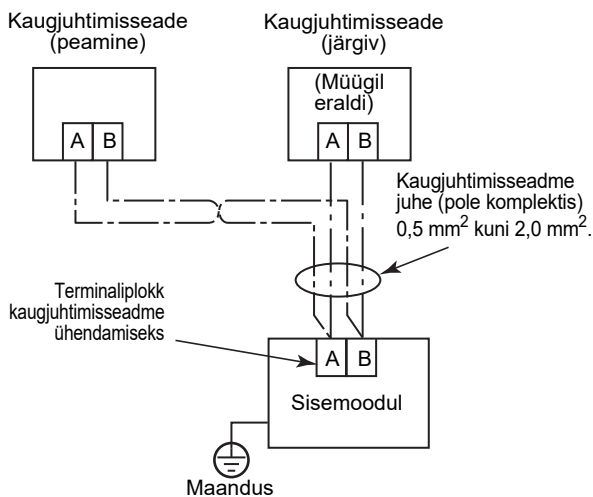 Kaugjuhtimisseade
(peamine)
Kaugjuhtimisseade
(järgiv)
(Müügil
eraldi)
A B
A B
Kaugjuhtimisseadme
juhe (pole komplektis)
0,5 mm² kuni 2,0 mm².
Terminaliplokk
kaugjuhtimisseadme
ühendamiseks
A B
Sisemoodul
Maandus